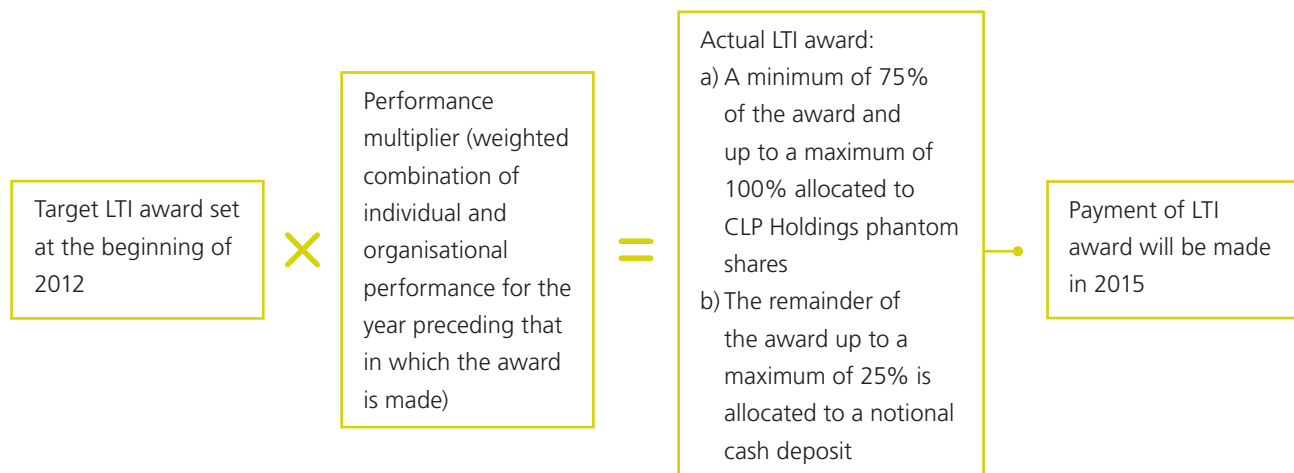 Target LTI award set
at the beginning of
2012
×
Performance
multiplier (weighted
combination of
individual and
organisational
performance for the
year preceding that
in which the award
is made)
=
Actual LTI award:
a) A minimum of 75%
of the award and
up to a maximum of
100% allocated to
CLP Holdings phantom
shares
b) The remainder of
the award up to a
maximum of 25% is
allocated to a notional
cash deposit
Payment of LTI
award will be made
in 2015